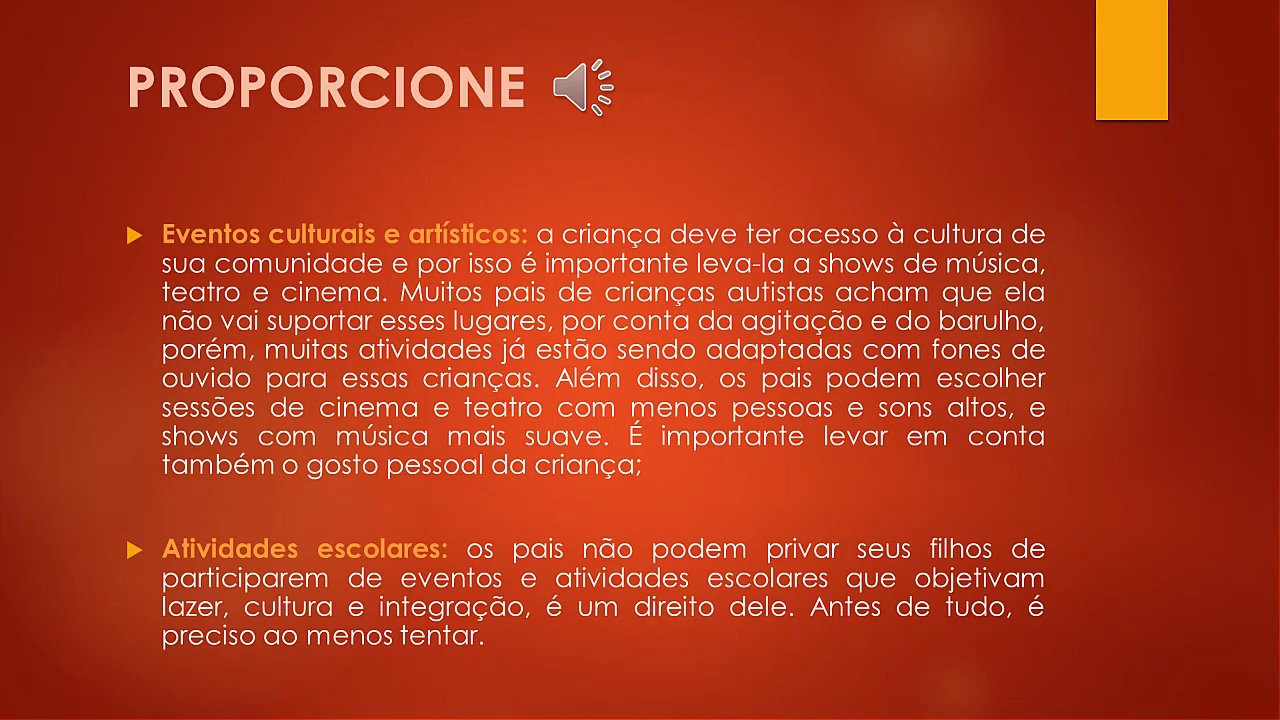 PROPORCIONE
Eventos culturais e artísticos: a criança deve ter acesso à cultura de
sua comunidade e por isso é importante leva-la a shows de música,
teatro e cinema. Muitos pais de crianças autistas acham que ela
não vai suportar esses lugares, por conta da agitação e do barulho,
porém, muitas atividades já estão sendo adaptadas com fones de
ouvido para essas crianças. Além disso, os pais podem escolher
sessões de cinema e teatro com menos pessoas e sons altos, e
shows com música mais suave. É importante levar em conta
também o gosto pessoal da criança;
Atividades escolares: os pais não podem privar seus filhos de
participarem de eventos e atividades escolares que objetivam
lazer, cultura e integração, é um direito dele. Antes de tudo, é
preciso ao menos tentar.